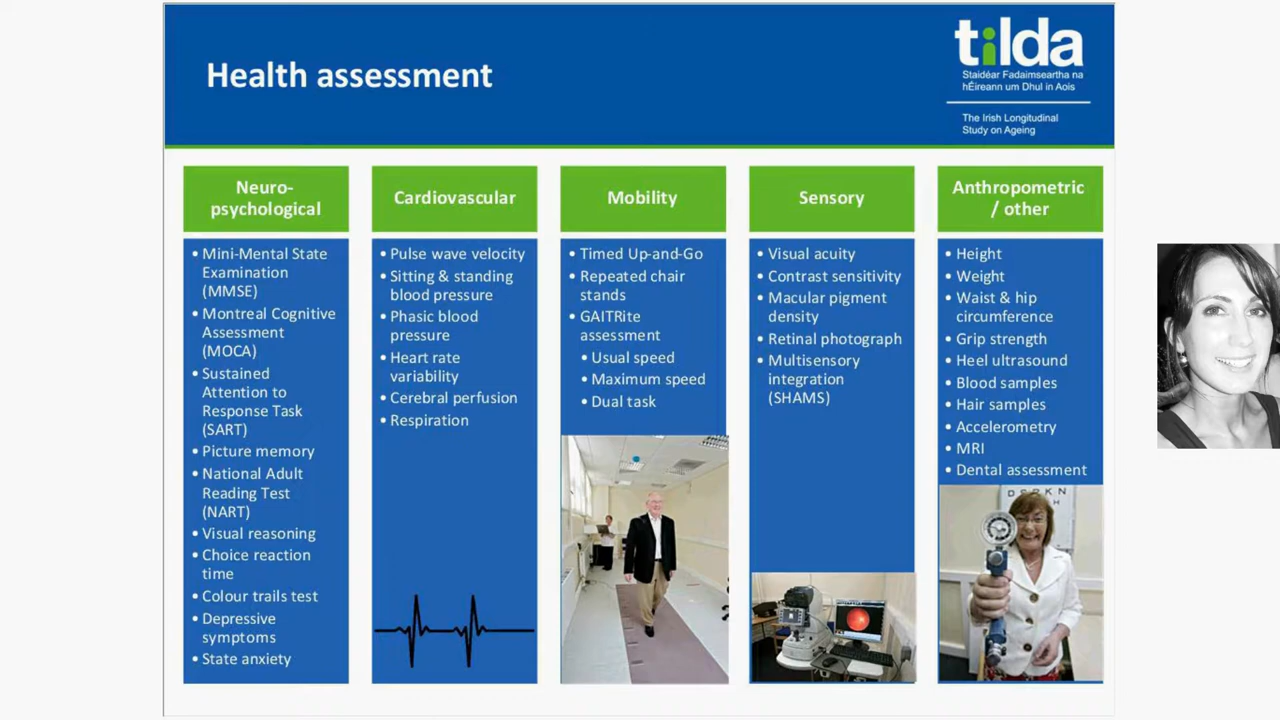 Health assessment
tilda
Staidéar Fadaimseartha na
hÉireann um Dhul in Aois
The Irish Longitudinal
Study on Ageing
Neuro-
psychological
• Mini-Mental State
Examination
(MMSE)
• Montreal Cognitive
Assessment
(MOCA)
• Sustained
Attention to
Response Task
(SART)
• Picture memory
• National Adult
Reading Test
(NART)
• Visual reasoning
• Choice reaction
time
• Colour trails test
• Depressive
symptoms
• State anxiety
Cardiovascular
• Pulse wave velocity
• Sitting & standing
blood pressure
• Phasic blood
pressure
• Heart rate
variability
• Cerebral perfusion
• Respiration
Mobility
• Timed Up-and-Go
• Repeated chair
stands
• GAITRite
assessment
• Usual speed
• Maximum speed
• Dual task
Sensory
• Visual acuity
• Contrast sensitivity
• Macular pigment
density
• Retinal photograph
• Multisensory
integration
(SHAMS)
Anthropometric
/ other
• Height
• Weight
• Waist & hip
circumference
• Grip strength
• Heel ultrasound
• Blood samples
• Hair samples
• Accelerometry
• MRI
• Dental assessment